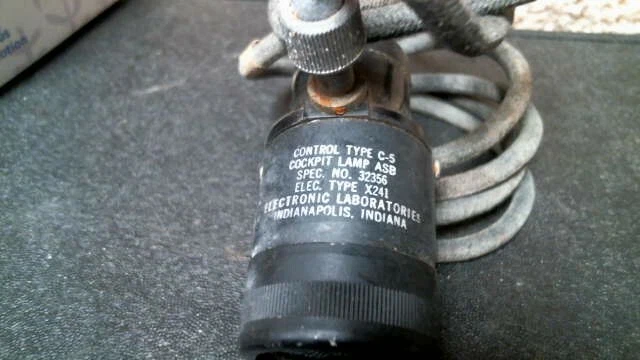 CONTROL TYPE C-5
COCKPIT LAMP ASB
SPEC. NO. 32356
ELEC. TYPE X241
ELECTRONIC LABORATORIES
INDIANAPOLIS, INDIANA